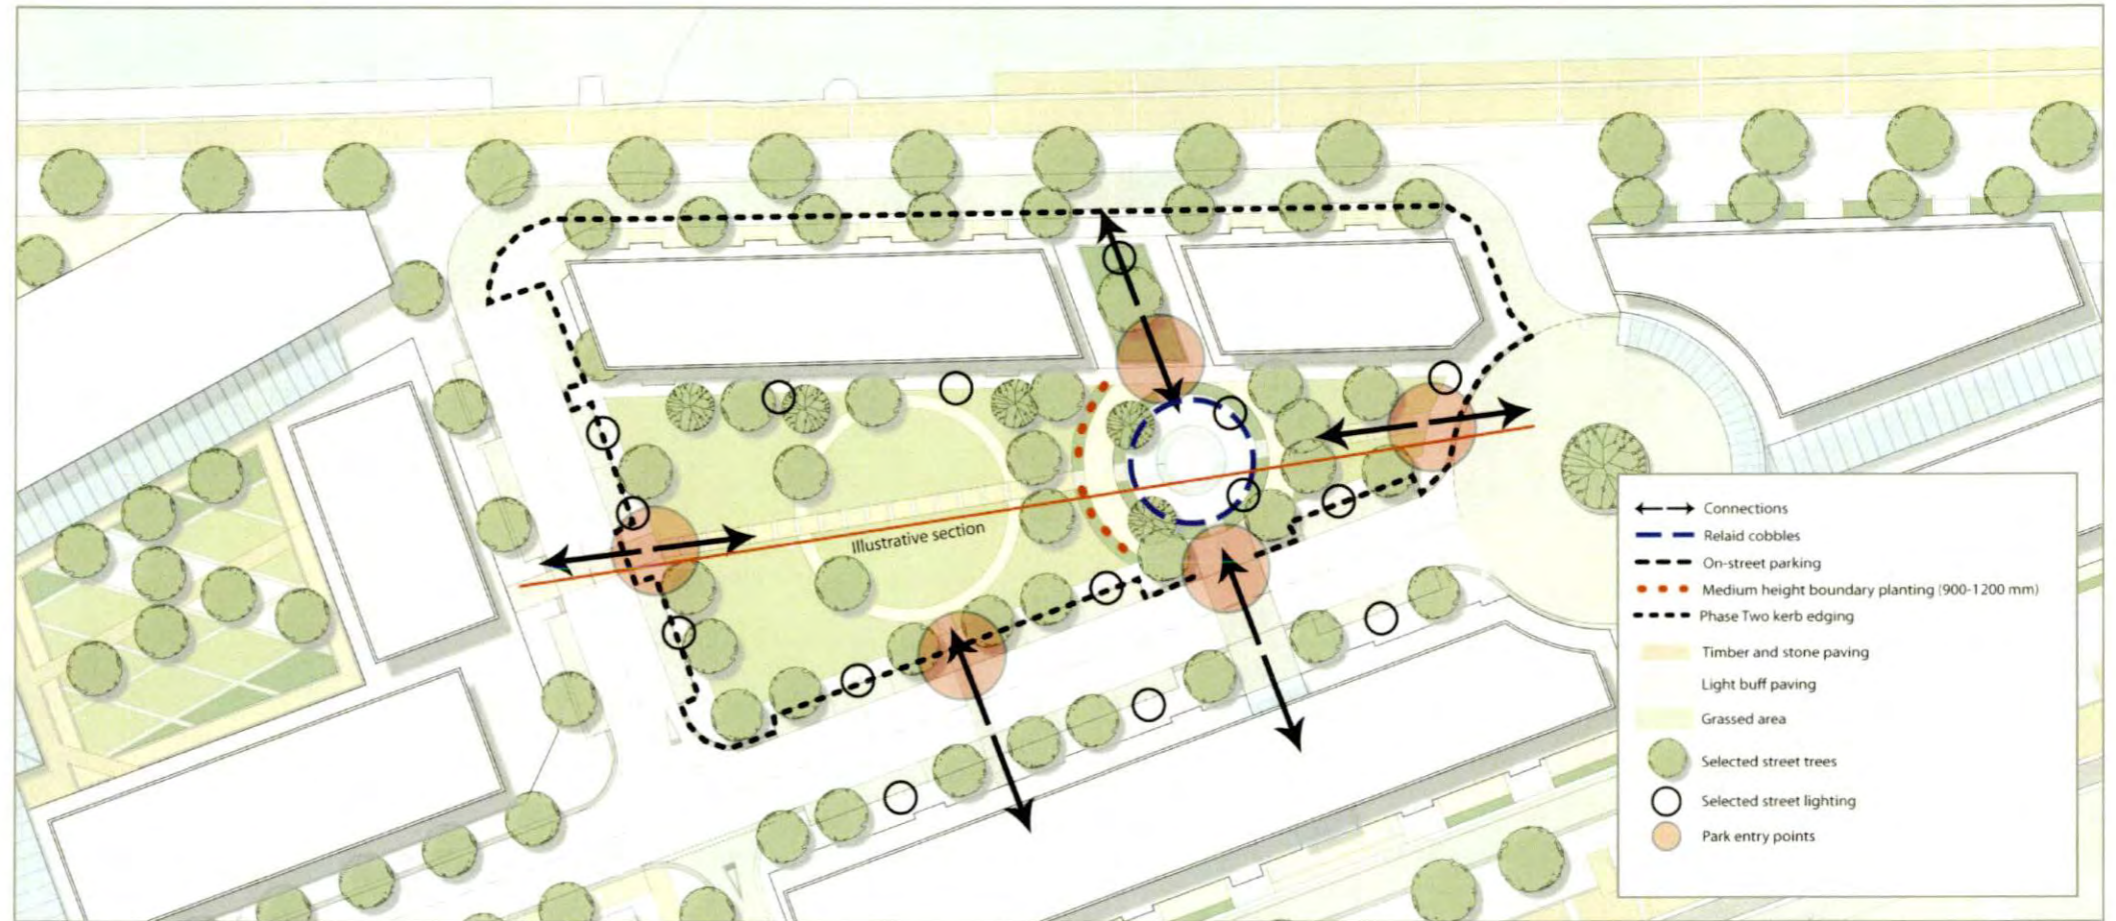 Illustrative section
Connections
Relaid cobbles
On-street parking
Medium height boundary planting (900-1200 mm)
Phase Two kerb edging
Timber and stone paving
Light buff paving
Grassed area
Selected street trees
Selected street lighting
Park entry points